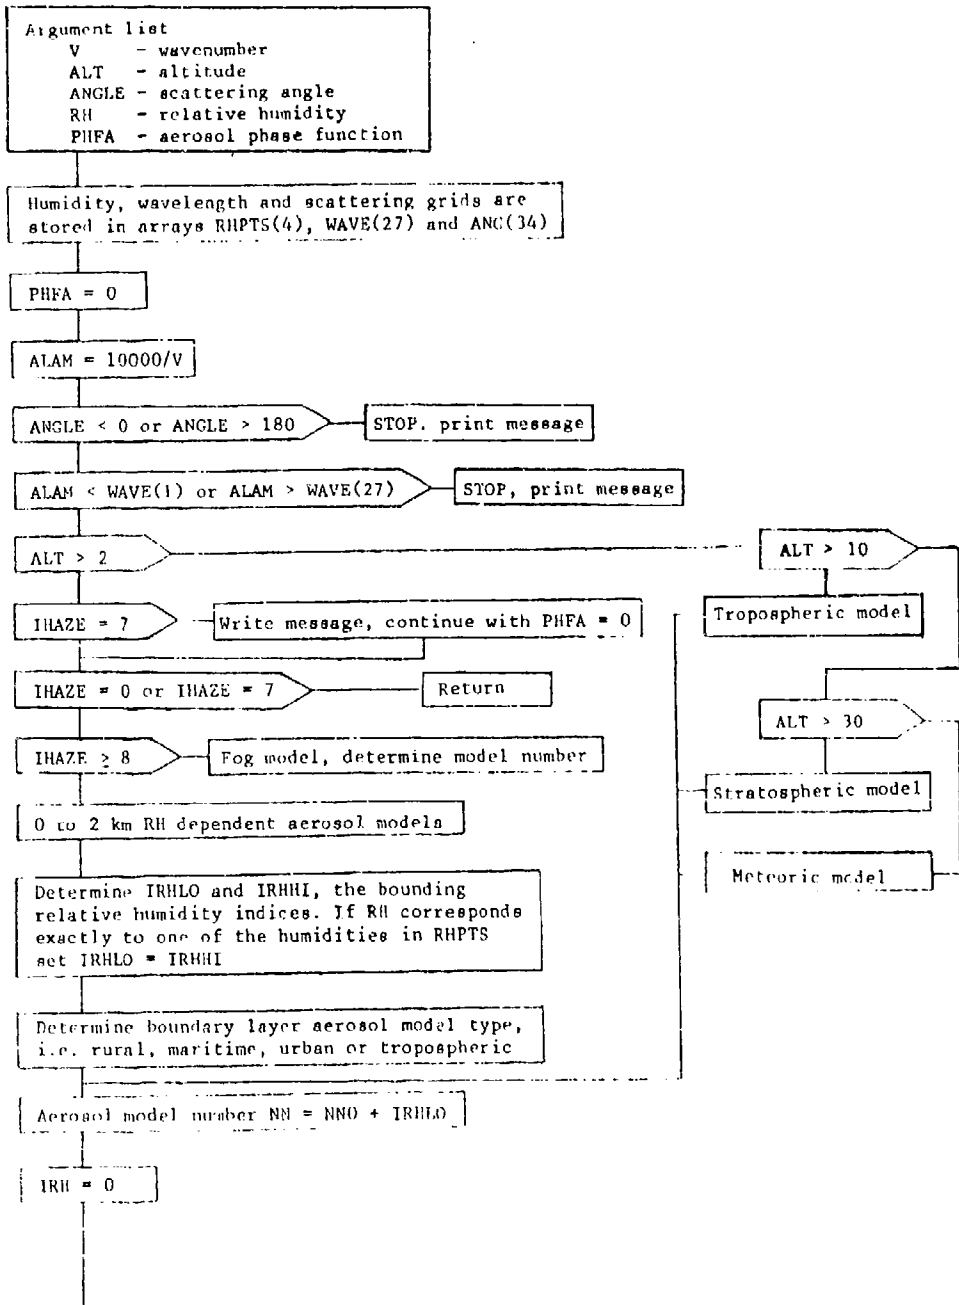 Argument list
V - wavenumber
ALT - altitude
ANGLE - scattering angle
RH - relative humidity
PHFA - aerosol phase function
Humidity, wavelength and scattering grids are
stored in arrays RHPTS(4), WAVE(27) and ANG(34)
PHFA = 0
ALAM = 10000/V
ANGLE < 0 or ANGLE > 180
STOP. print message
ALAM < WAVE(1) or ALAM > WAVE(27)
STOP, print message
ALT > 2
ALT > 10
IHAZE = 7
Write message, continue with PHFA = 0
Tropospheric model
IHAZE = 0 or IHAZE = 7
Return
ALT > 30
IHAZE ≥ 8
Fog model, determine model number
Stratospheric model
0 to 2 km RH dependent aerosol models
Meteoric model
Determine IRHLO and IRHHI, the bounding
relative humidity indices. If RH corresponds
exactly to one of the humidities in RHPTS
set IRHLO = IRHHI
Determine boundary layer aerosol model type,
i.e. rural, maritime, urban or tropospheric
Aerosol model number NN = NNO + IRHLO
IRH = 0